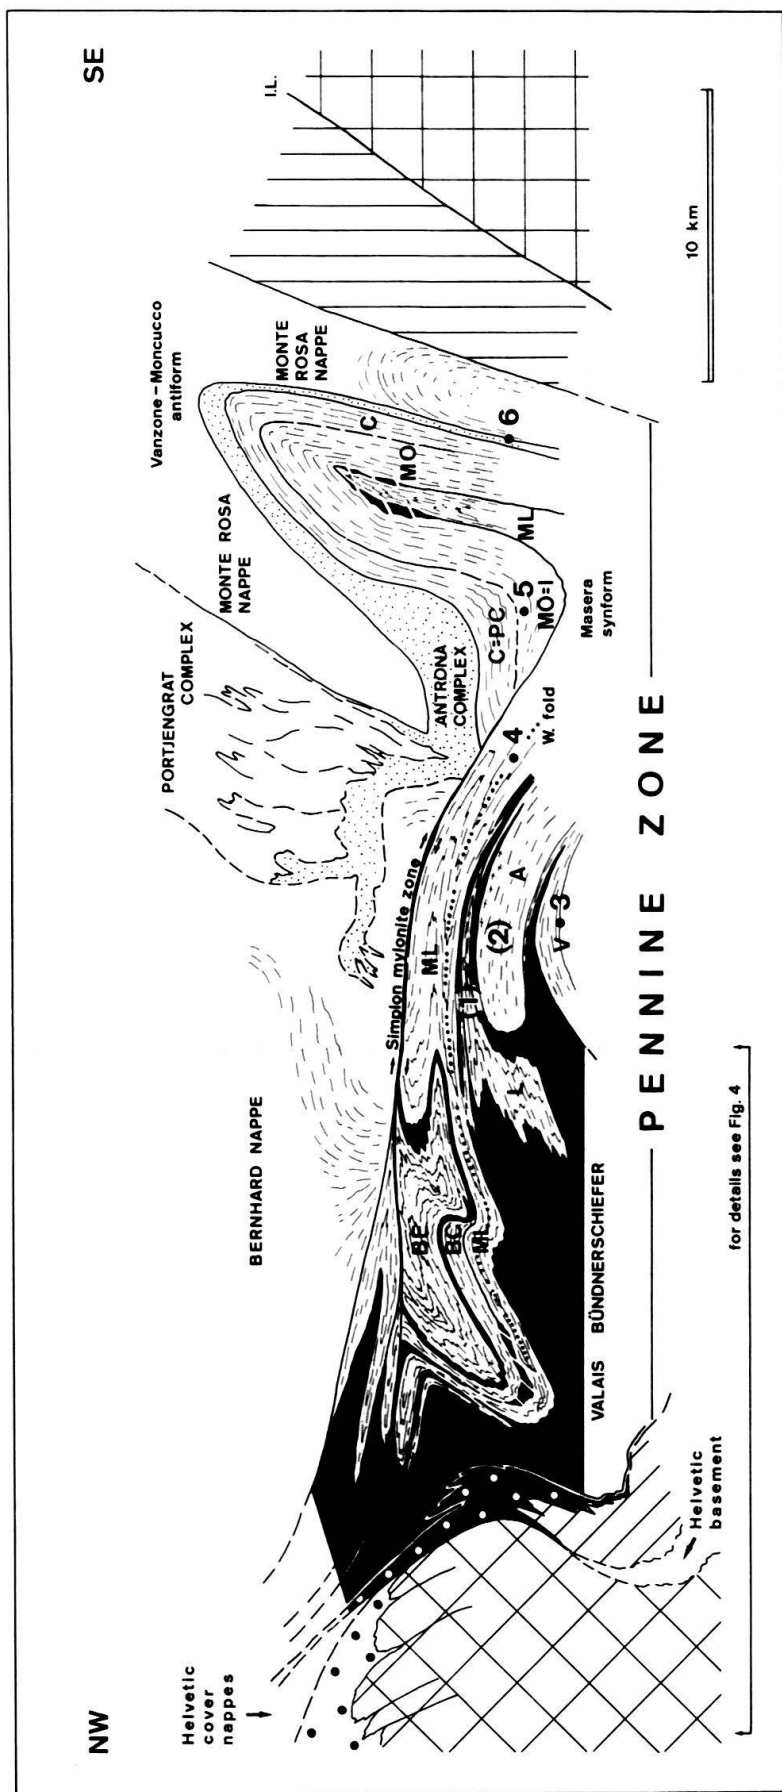 NW
SE
Helvetic
cover
nappes
BERNHARD NAPPE
PORTJENGRAT
COMPLEX
MONTE ROSA
NAPPE
Vanzone – Moncucco
antiform
MONTE
ROSA
NAPPE
I.L.
ANTRONA
COMPLEX
Simplon mylonite zone
BE
BC
ML
ML
(1)
(2)
L
A
V
3
4
W. fold
C=PC
5
MO=I
Masera
synform
ML
MO
C
6
Helvetic
basement
VALAIS BÜNDNERSCHIEFER
PENNINE ZONE
10 km
for details see Fig. 4